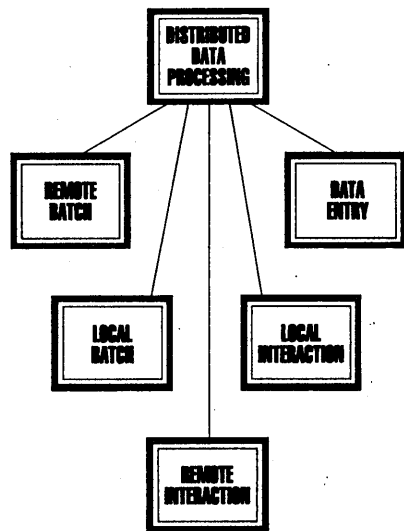 DISTRIBUTED
DATA
PROCESSING
REMOTE
BATCH
DATA
ENTRY
LOCAL
BATCH
LOCAL
INTERACTION
REMOTE
INTERACTION